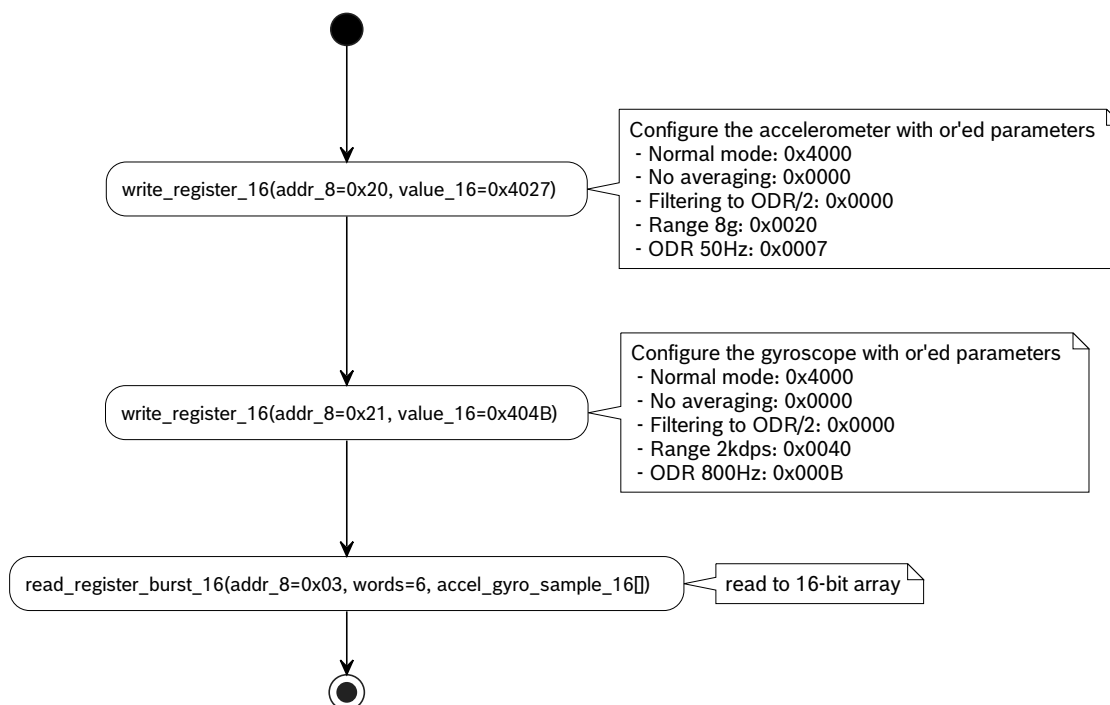 Configure the accelerometer with or'ed parameters
- Normal mode: 0x4000
- No averaging: 0x0000
- Filtering to ODR/2: 0x0000
- Range 8g: 0x0020
- ODR 50Hz: 0x0007
write_register_16(addr_8=0x20, value_16=0x4027)
Configure the gyroscope with or'ed parameters
- Normal mode: 0x4000
- No averaging: 0x0000
- Filtering to ODR/2: 0x0000
- Range 2kdps: 0x0040
- ODR 800Hz: 0x000B
write_register_16(addr_8=0x21, value_16=0x404B)
read_register_burst_16(addr_8=0x03, words=6, accel_gyro_sample_16[])
read to 16-bit array